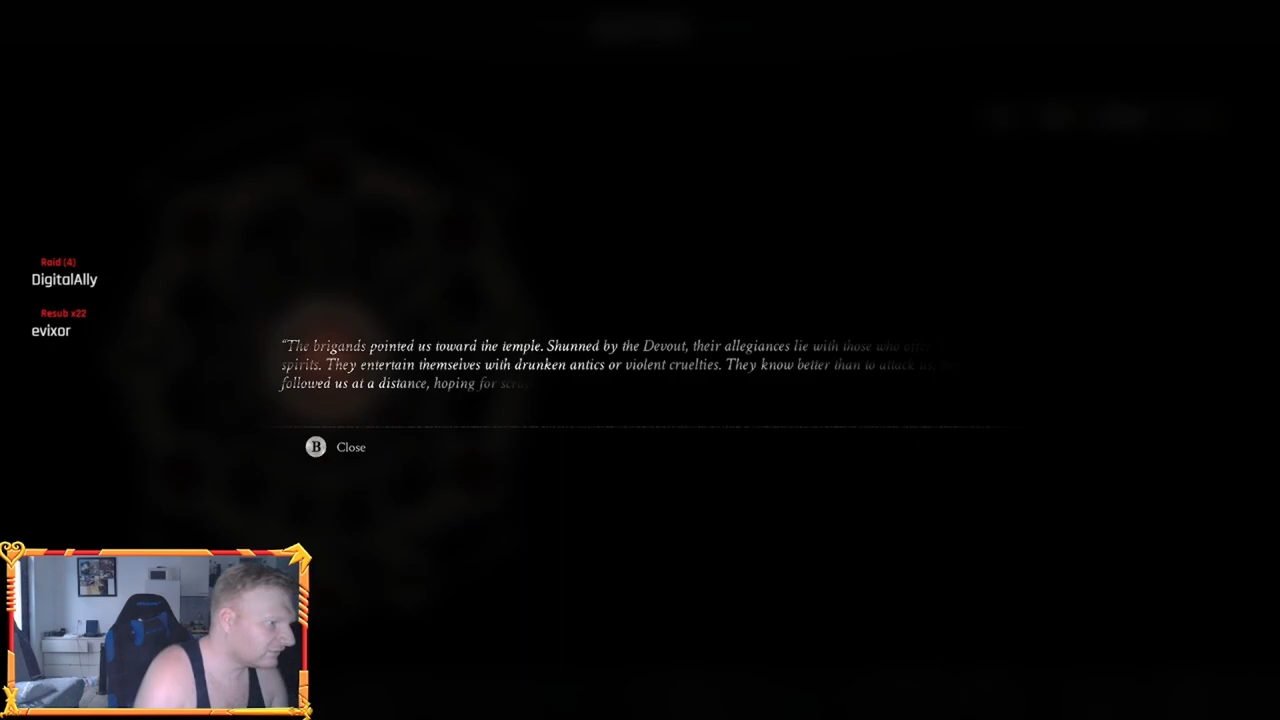 Raid (4)
DigitalAlly
Resub x22
evixor
“The brigands pointed us toward the temple. Shunned by the Devout, their allegiances lie with those who offer
spirits. They entertain themselves with drunken antics or violent cruelties. They know better than to attack us,
followed us at a distance, hoping for
B Close